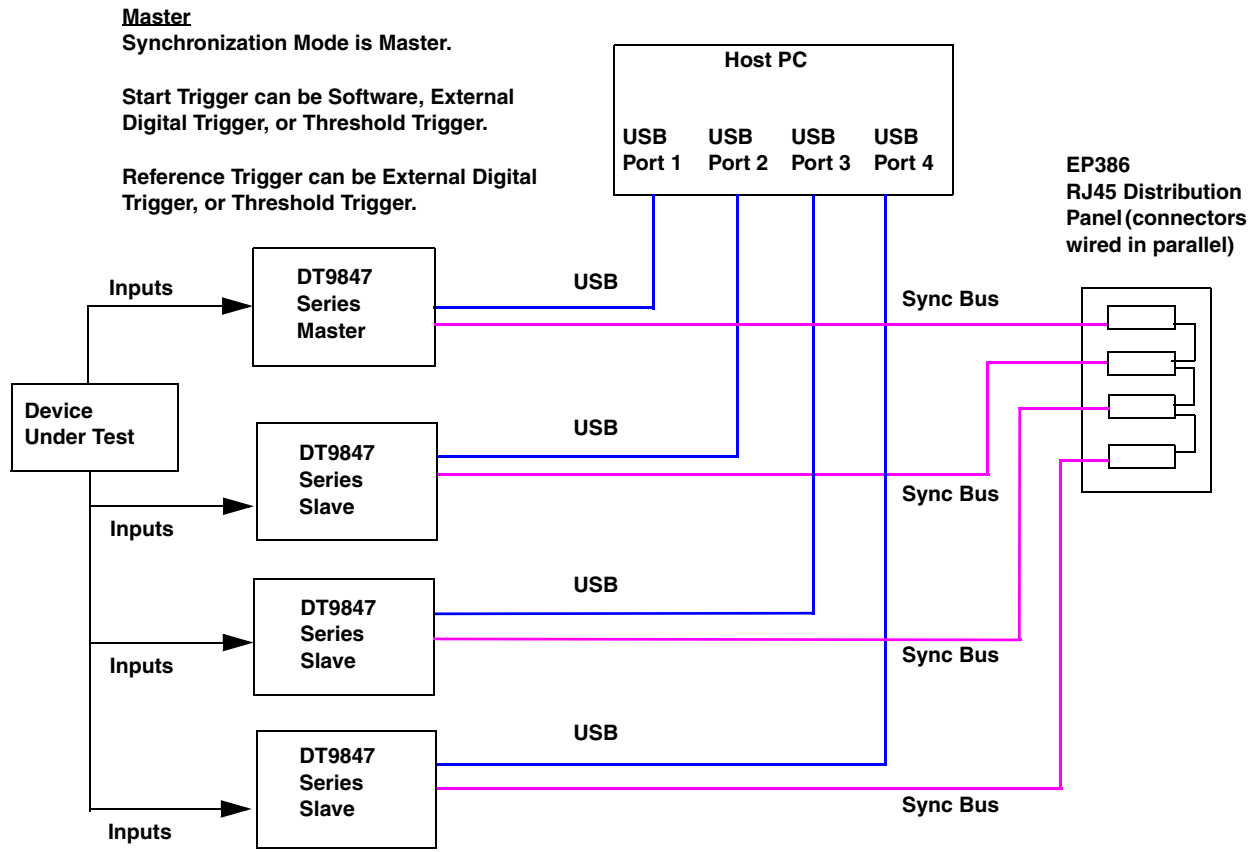 Master
Synchronization Mode is Master.
Start Trigger can be Software, External
Digital Trigger, or Threshold Trigger.
Reference Trigger can be External Digital
Trigger, or Threshold Trigger.
Host PC
USB
Port 1
USB
Port 2
USB
Port 3
USB
Port 4
EP386
RJ45 Distribution
Panel (connectors
wired in parallel)
Inputs
DT9847
Series
Master
USB
Sync Bus
Device
Under Test
Inputs
DT9847
Series
Slave
USB
Sync Bus
Inputs
DT9847
Series
Slave
USB
Sync Bus
Inputs
DT9847
Series
Slave
USB
Sync Bus